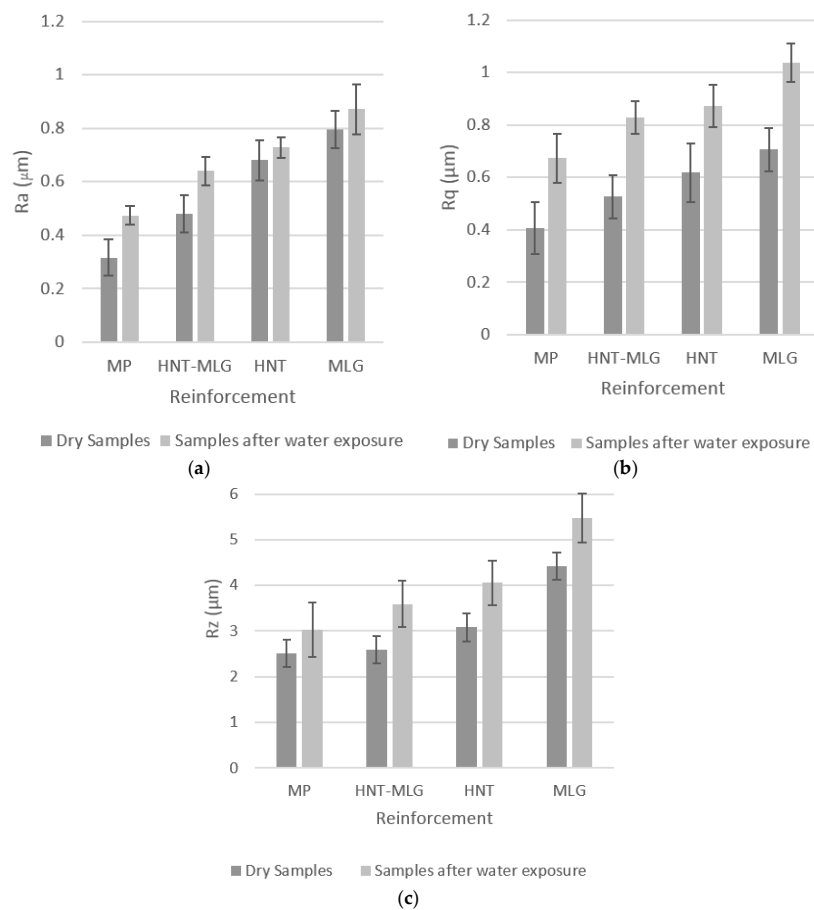 1.2
1
0.8
0.6
0.4
0.2
0
Ra (μm)
MP HNT-MLG HNT MLG
Reinforcement
Dry Samples Samples after water exposure
(a)
1.2
1
0.8
0.6
0.4
0.2
0
Rq (μm)
MP HNT-MLG HNT MLG
Reinforcement
Dry Samples Samples after water exposure
(b)
6
5
4
3
2
1
0
Rz (μm)
MP HNT-MLG HNT MLG
Reinforcement
Dry Samples Samples after water exposure
(c)